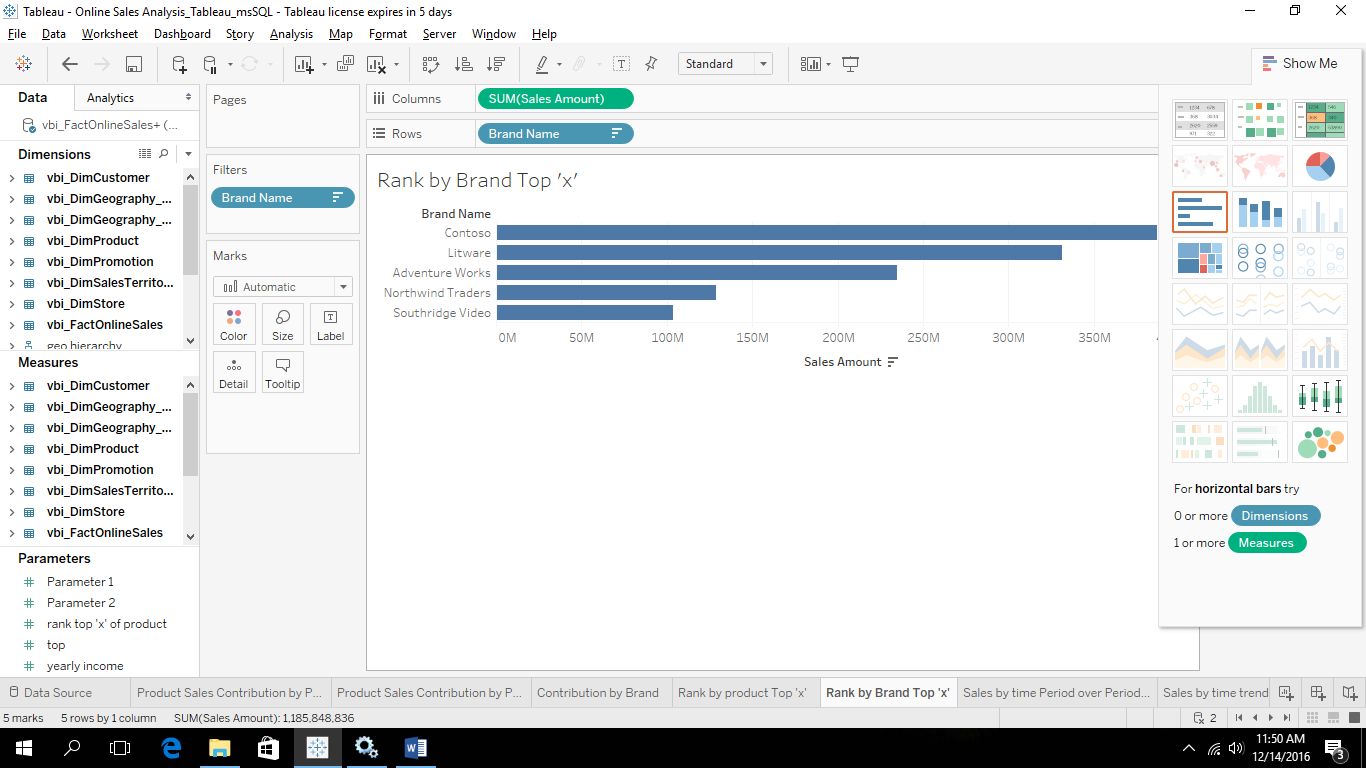 Tableau - Online Sales Analysis_Tableau_msSQL - Tableau license expires in 5 days
File Data Worksheet Dashboard Story Analysis Map Format Server Window Help
Standard
Show Me
Data Analytics
vbi_FactOnlineSales+ (...
Dimensions
vbi_DimCustomer
vbi_DimGeography_...
vbi_DimGeography_...
vbi_DimProduct
vbi_DimPromotion
vbi_DimSalesTerrito...
vbi_DimStore
vbi_FactOnlineSales
geo hierarchy
Measures
vbi_DimCustomer
vbi_DimGeography_...
vbi_DimGeography_...
vbi_DimProduct
vbi_DimPromotion
vbi_DimSalesTerrito...
vbi_DimStore
vbi_FactOnlineSales
Parameters
Parameter 1
Parameter 2
rank top 'x' of product
top
yearly income
Pages
Filters
Brand Name
Marks
Automatic
Color Size Label
Detail Tooltip
Columns SUM(Sales Amount)
Rows Brand Name
Rank by Brand Top 'x'
Brand Name
Contoso
Litware
Adventure Works
Northwind Traders
Southridge Video
0M 50M 100M 150M 200M 250M 300M 350M
Sales Amount
For horizontal bars try
0 or more Dimensions
1 or more Measures
Data Source Product Sales Contribution by P... Product Sales Contribution by P... Contribution by Brand Rank by product Top 'x' Rank by Brand Top 'x' Sales by time Period over Period... Sales by time trend
5 marks 5 rows by 1 column SUM(Sales Amount): 1,185,848,836 2
11:50 AM
12/14/2016
3